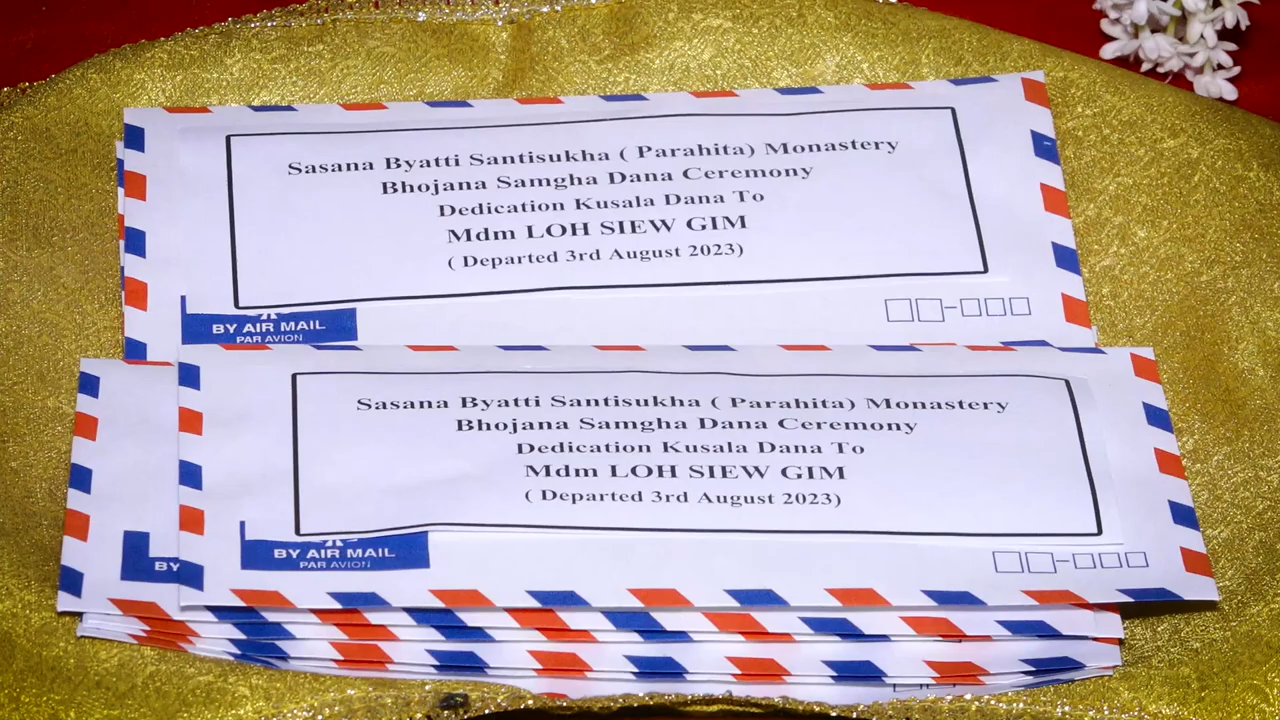 Sasana Byatti Santisukha ( Parahita) Monastery
Bhojana Samgha Dana Ceremony
Dedication Kusala Dana To
Mdm LOH SIEW GIM
( Departed 3rd August 2023)
BY AIR MAIL
PAR AVION
Sasana Byatti Santisukha ( Parahita) Monastery
Bhojana Samgha Dana Ceremony
Dedication Kusala Dana To
Mdm LOH SIEW GIM
( Departed 3rd August 2023)
BY AIR MAIL
PAR AVION
BY